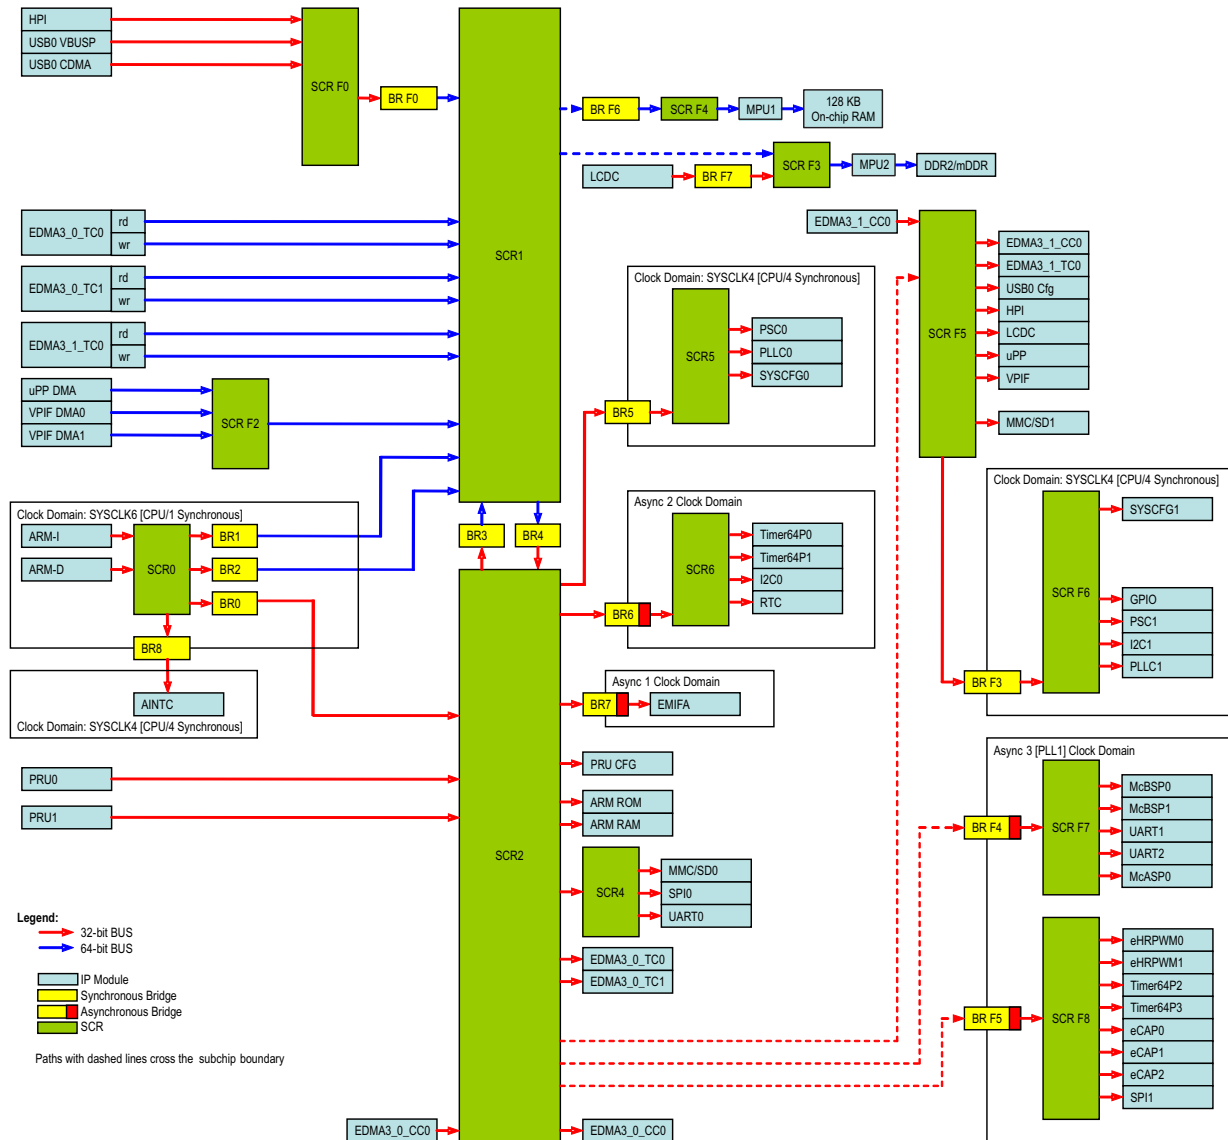 HPI
USB0 VBUSP
USB0 CDMA
SCR F0
BR F0
SCR1
BR F6
SCR F4
MPU1
128 KB
On-chip RAM
LCDC
BR F7
SCR F3
MPU2
DDR2/mDDR
EDMA3_0_TC0
rd
wr
EDMA3_0_TC1
rd
wr
EDMA3_1_TC0
rd
wr
uPP DMA
VPIF DMA0
VPIF DMA1
SCR F2
EDMA3_1_CC0
SCR F5
EDMA3_1_CC0
EDMA3_1_TC0
USB0 Cfg
HPI
LCDC
uPP
VPIF
MMC/SD1
Clock Domain: SYSCLK4 [CPU/4 Synchronous]
BR5
SCR5
PSC0
PLLC0
SYSCFG0
Clock Domain: SYSCLK6 [CPU/1 Synchronous]
ARM-I
ARM-D
SCR0
BR1
BR2
BR0
BR8
AINTC
Clock Domain: SYSCLK4 [CPU/4 Synchronous]
BR3
BR4
Async 2 Clock Domain
BR6
SCR6
Timer64P0
Timer64P1
I2C0
RTC
Clock Domain: SYSCLK4 [CPU/4 Synchronous]
BR F3
SCR F6
SYSCFG1
GPIO
PSC1
I2C1
PLLC1
Async 1 Clock Domain
BR7
EMIFA
PRU0
PRU1
SCR2
PRU CFG
ARM ROM
ARM RAM
SCR4
MMC/SD0
SPI0
UART0
EDMA3_0_TC0
EDMA3_0_TC1
Async 3 [PLL1] Clock Domain
BR F4
SCR F7
McBSP0
McBSP1
UART1
UART2
McASP0
BR F5
SCR F8
eHRPWM0
eHRPWM1
Timer64P2
Timer64P3
eCAP0
eCAP1
eCAP2
SPI1
Legend:
32-bit BUS
64-bit BUS
IP Module
Synchronous Bridge
Asynchronous Bridge
SCR
Paths with dashed lines cross the subchip boundary
EDMA3_0_CC0
EDMA3_0_CC0